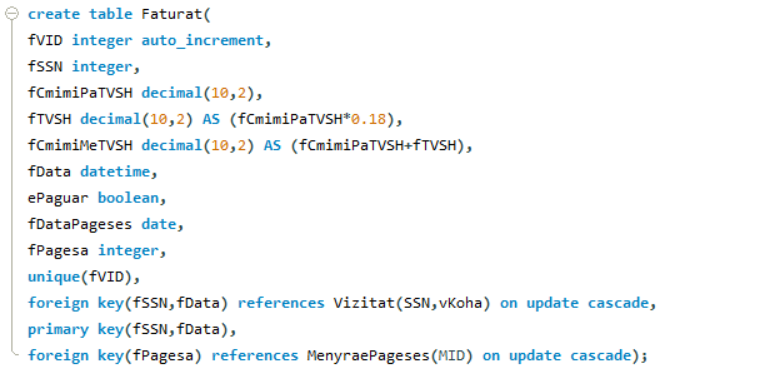 create table Faturat(
fVID integer auto_increment,
fSSN integer,
fCmimiPaTVSH decimal(10,2),
fTVSH decimal(10,2) AS (fCmimiPaTVSH*0.18),
fCmimiMeTVSH decimal(10,2) AS (fCmimiPaTVSH+fTVSH),
fData datetime,
ePaguar boolean,
fDataPageses date,
fPagesa integer,
unique(fVID),
foreign key(fSSN,fData) references Vizitat(SSN,vKoha) on update cascade,
primary key(fSSN,fData),
foreign key(fPagesa) references MenyraePageses(MID) on update cascade);